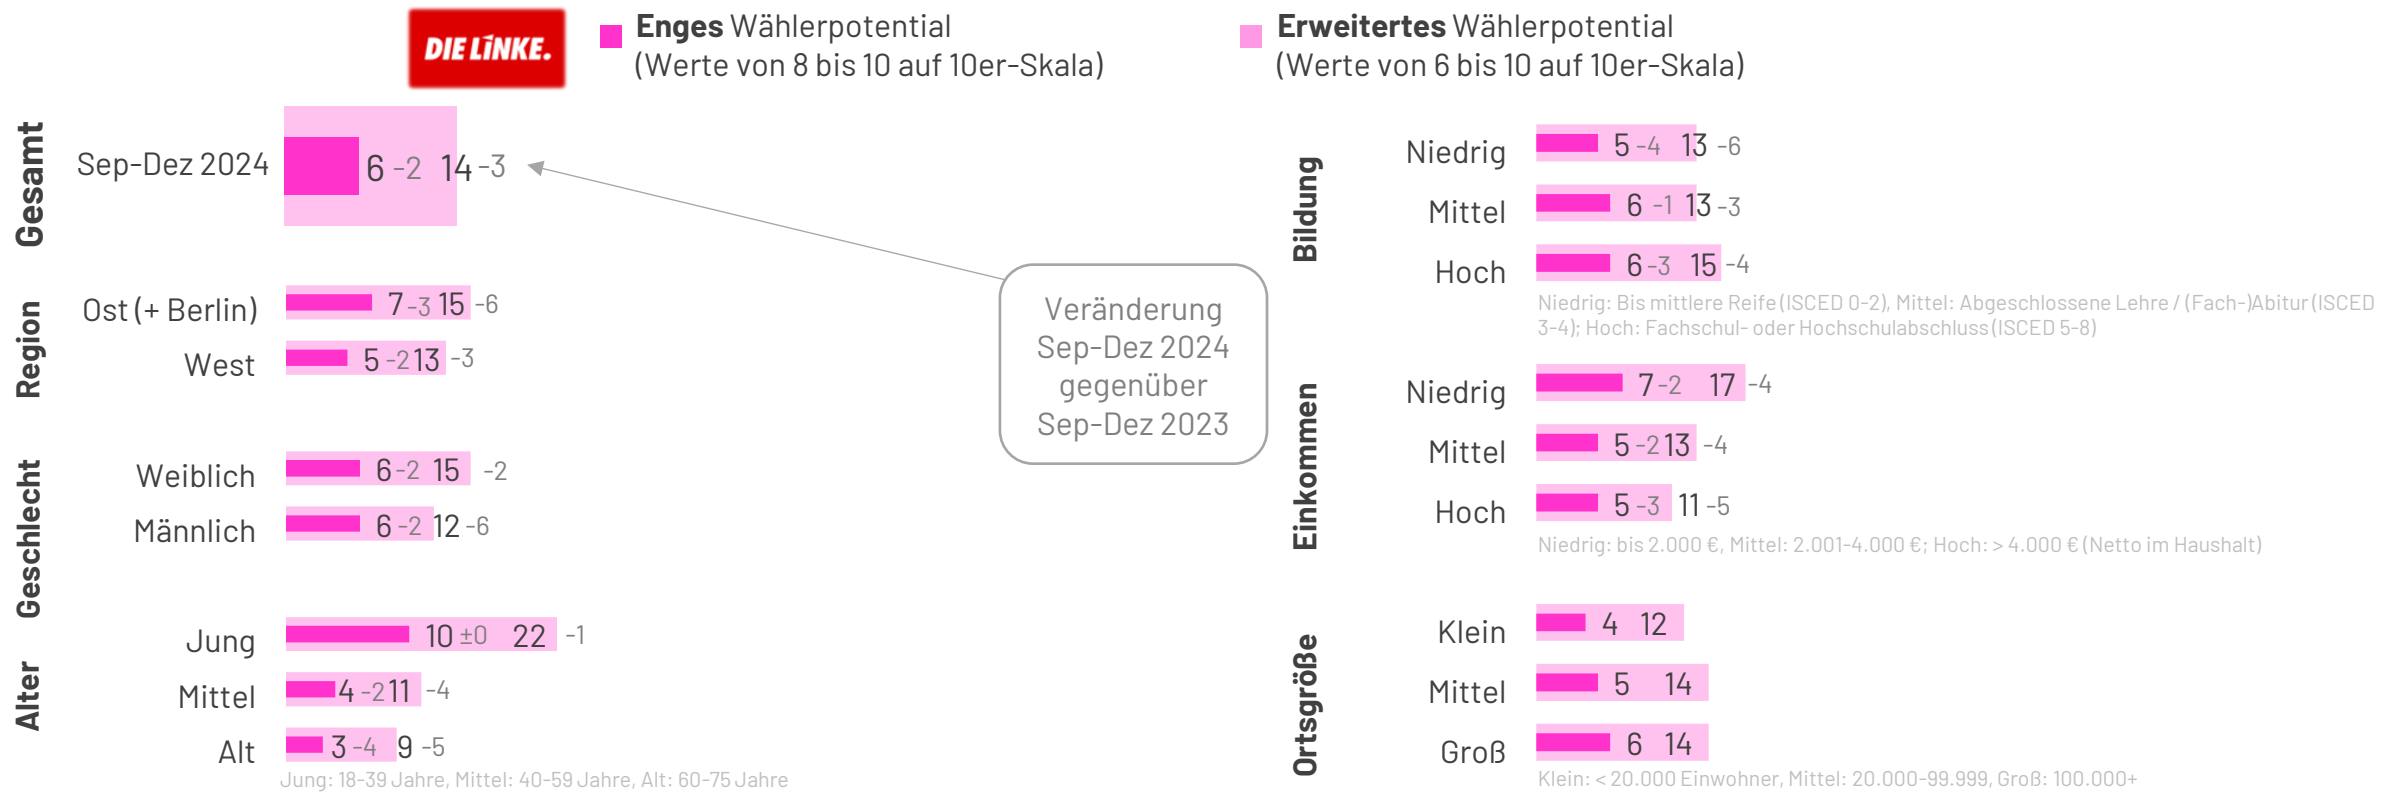 DIE LINKE.
Enges Wählerpotential
(Werte von 8 bis 10 auf 10er-Skala)
Erweitertes Wählerpotential
(Werte von 6 bis 10 auf 10er-Skala)
Gesamt
Sep-Dez 2024 6 -2 14 -3
Region
Ost (+ Berlin) 7 -3 15 -6
West 5 -2 13 -3
Geschlecht
Weiblich 6 -2 15 -2
Männlich 6 -2 12 -6
Alter
Jung 10 ±0 22 -1
Mittel 4 -2 11 -4
Alt 3 -4 9 -5
Jung: 18-39 Jahre, Mittel: 40-59 Jahre, Alt: 60-75 Jahre
Veränderung
Sep-Dez 2024
gegenüber
Sep-Dez 2023
Bildung
Niedrig 5 -4 13 -6
Mittel 6 -1 13 -3
Hoch 6 -3 15 -4
Niedrig: Bis mittlere Reife (ISCED 0-2), Mittel: Abgeschlossene Lehre / (Fach-)Abitur (ISCED
3-4); Hoch: Fachschul- oder Hochschulabschluss (ISCED 5-8)
Einkommen
Niedrig 7 -2 17 -4
Mittel 5 -2 13 -4
Hoch 5 -3 11 -5
Niedrig: bis 2.000 €, Mittel: 2.001-4.000 €; Hoch: > 4.000 € (Netto im Haushalt)
Ortsgröße
Klein 4 12
Mittel 5 14
Groß 6 14
Klein: < 20.000 Einwohner, Mittel: 20.000-99.999, Groß: 100.000+